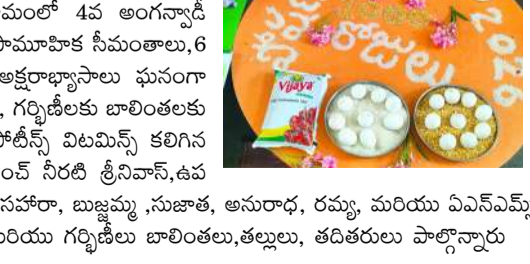 మంలో 4వ అంగన్వాడీ
సామూహిక సీమంతాలు,6
అక్షరాభ్యాసాలు ఘనంగా
, గర్భిణీలకు బాలింతలకు
విటమిన్స్ కలిగిన
నీరటి శ్రీనివాస్,ఉప
సహారా, బుజ్జమ్మ ,సుజాత, అనురాధ, రమ్య, మరియు ఏఎన్ఎమ్స్
గర్భిణీలు బాలింతలు,తల్లులు, తదితరులు పాల్గొన్నారు
రోజులు
2026
Vijaya